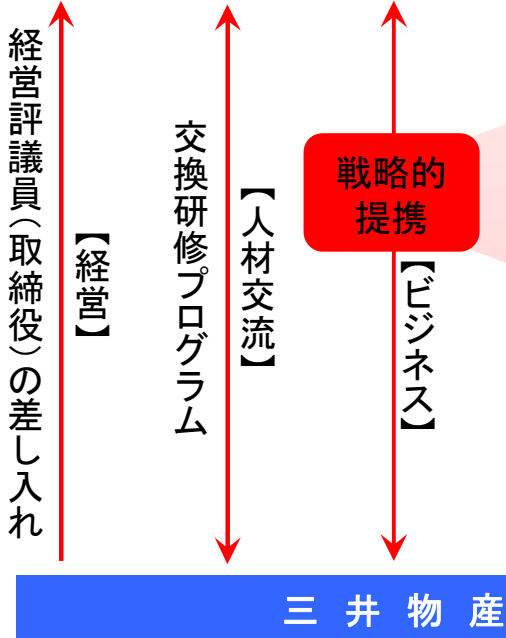 経営評議員（取締役）の差し入れ
【経営】
交換研修プログラム
【人材交流】
戦略的
提携
【ビジネス】
三井物産